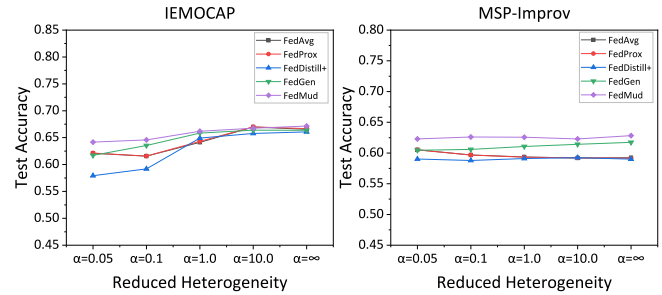 IEMOCAP
0.85
0.80
0.75
0.70
0.65
0.60
0.55
0.50
0.45
Test Accuracy
FedAvg
FedProx
FedDistill+
FedGen
FedMud
α=0.05
α=0.1
α=1.0
α=10.0
α=∞
Reduced Heterogeneity
MSP-Improv
0.80
0.75
0.70
0.65
0.60
0.55
0.50
0.45
Test Accuracy
FedAvg
FedProx
FedDistill+
FedGen
FedMud
α=0.05
α=0.1
α=1.0
α=10.0
α=∞
Reduced Heterogeneity